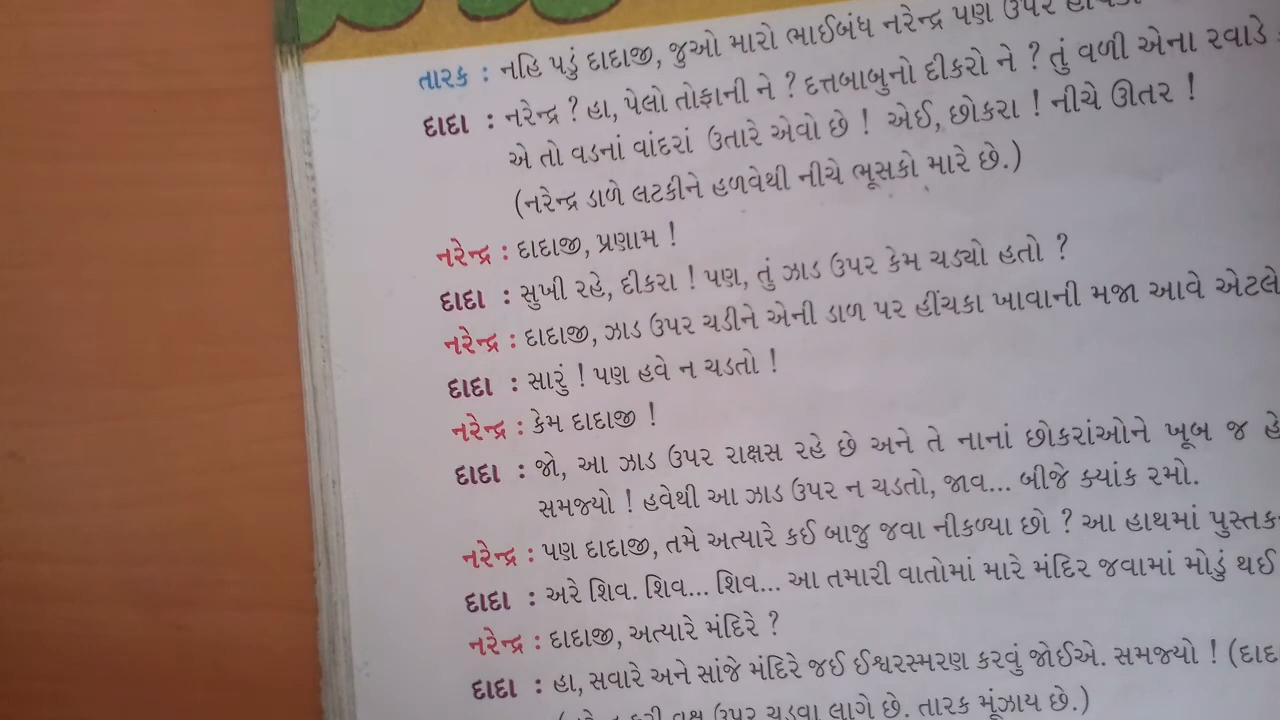 તારક : નહિ પડું દાદાજી, જુઓ મારો ભાઈબંધ નરેન્દ્ર પણ ઉપર
દાદા : નરેન્દ્ર ? હા, પેલો તોફાની ને ? દત્તબાબુનો દીકરો ને ? તું વળી એના રવાડે
એ તો વડનાં વાંદરાં ઉતારે એવો છે ! એઈ, છોકરા ! નીચે ઊતર !
(નરેન્દ્ર ડાળે લટકીને હળવેથી નીચે ભૂસકો મારે છે.)
નરેન્દ્ર : દાદાજી, પ્રણામ !
દાદા : સુખી રહે, દીકરા ! પણ, તું ઝાડ ઉપર કેમ ચડ્યો હતો ?
નરેન્દ્ર : દાદાજી, ઝાડ ઉપર ચડીને એની ડાળ પર હીંચકા ખાવાની મજા આવે એટલે
દાદા : સારું ! પણ હવે ન ચડતો !
નરેન્દ્ર : કેમ દાદાજી !
દાદા : જો, આ ઝાડ ઉપર રાક્ષસ રહે છે અને તે નાનાં છોકરાંઓને ખૂબ જ
સમજ્યો ! હવેથી આ ઝાડ ઉપર ન ચડતો, જાવ... બીજે ક્યાંક રમો.
નરેન્દ્ર : પણ દાદાજી, તમે અત્યારે કઈ બાજુ જવા નીકળ્યા છો ? આ હાથમાં પુસ્તક
દાદા : અરે શિવ. શિવ... શિવ... આ તમારી વાતોમાં મારે મંદિર જવામાં મોડું થઈ
નરેન્દ્ર : દાદાજી, અત્યારે મંદિરે ?
દાદા : હા, સવારે અને સાંજે મંદિરે જઈ ઈશ્વરસ્મરણ કરવું જોઈએ. સમજ્યો !
ઉપર ચડવા લાગે છે. તારક મૂંઝાય છે.)